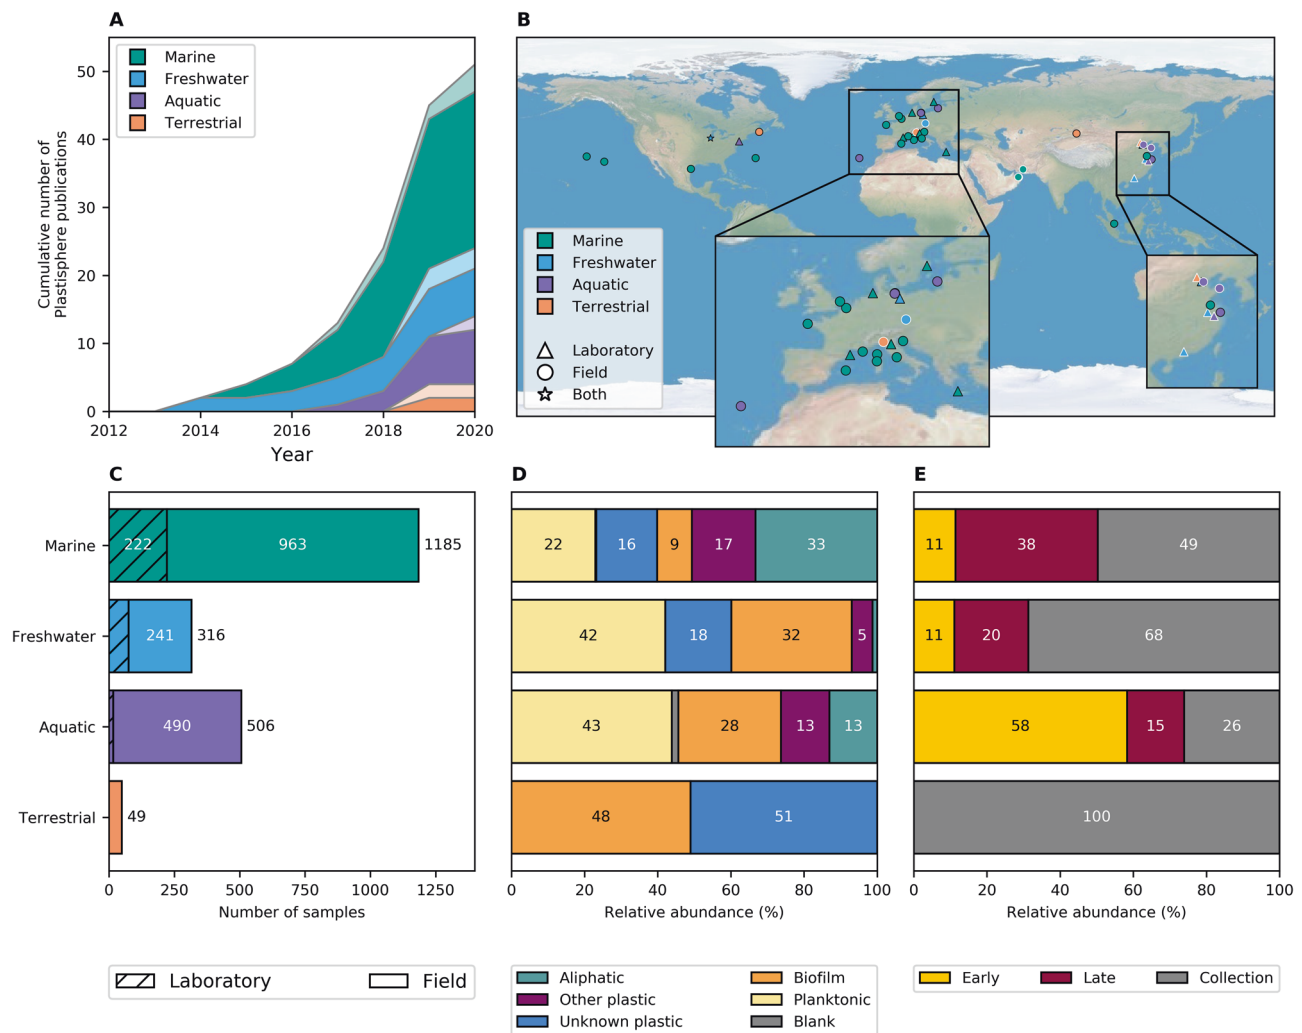 A
B
Marine
Freshwater
Aquatic
Terrestrial
Cumulative number of
Plastisphere publications
50
40
30
20
10
0
2012
2014
2016
2018
2020
Year
Marine
Freshwater
Aquatic
Terrestrial
Laboratory
Field
Both
C
D
E
Marine
222
963
1185
22
16
9
17
33
11
38
49
Freshwater
241
316
42
18
32
5
11
20
68
Aquatic
490
506
43
28
13
13
58
15
26
Terrestrial
49
48
51
100
0
250
500
750
1000
1250
Number of samples
0
20
40
60
80
100
Relative abundance (%)
0
20
40
60
80
100
Relative abundance (%)
Laboratory
Field
Aliphatic
Other plastic
Unknown plastic
Biofilm
Planktonic
Blank
Early
Late
Collection